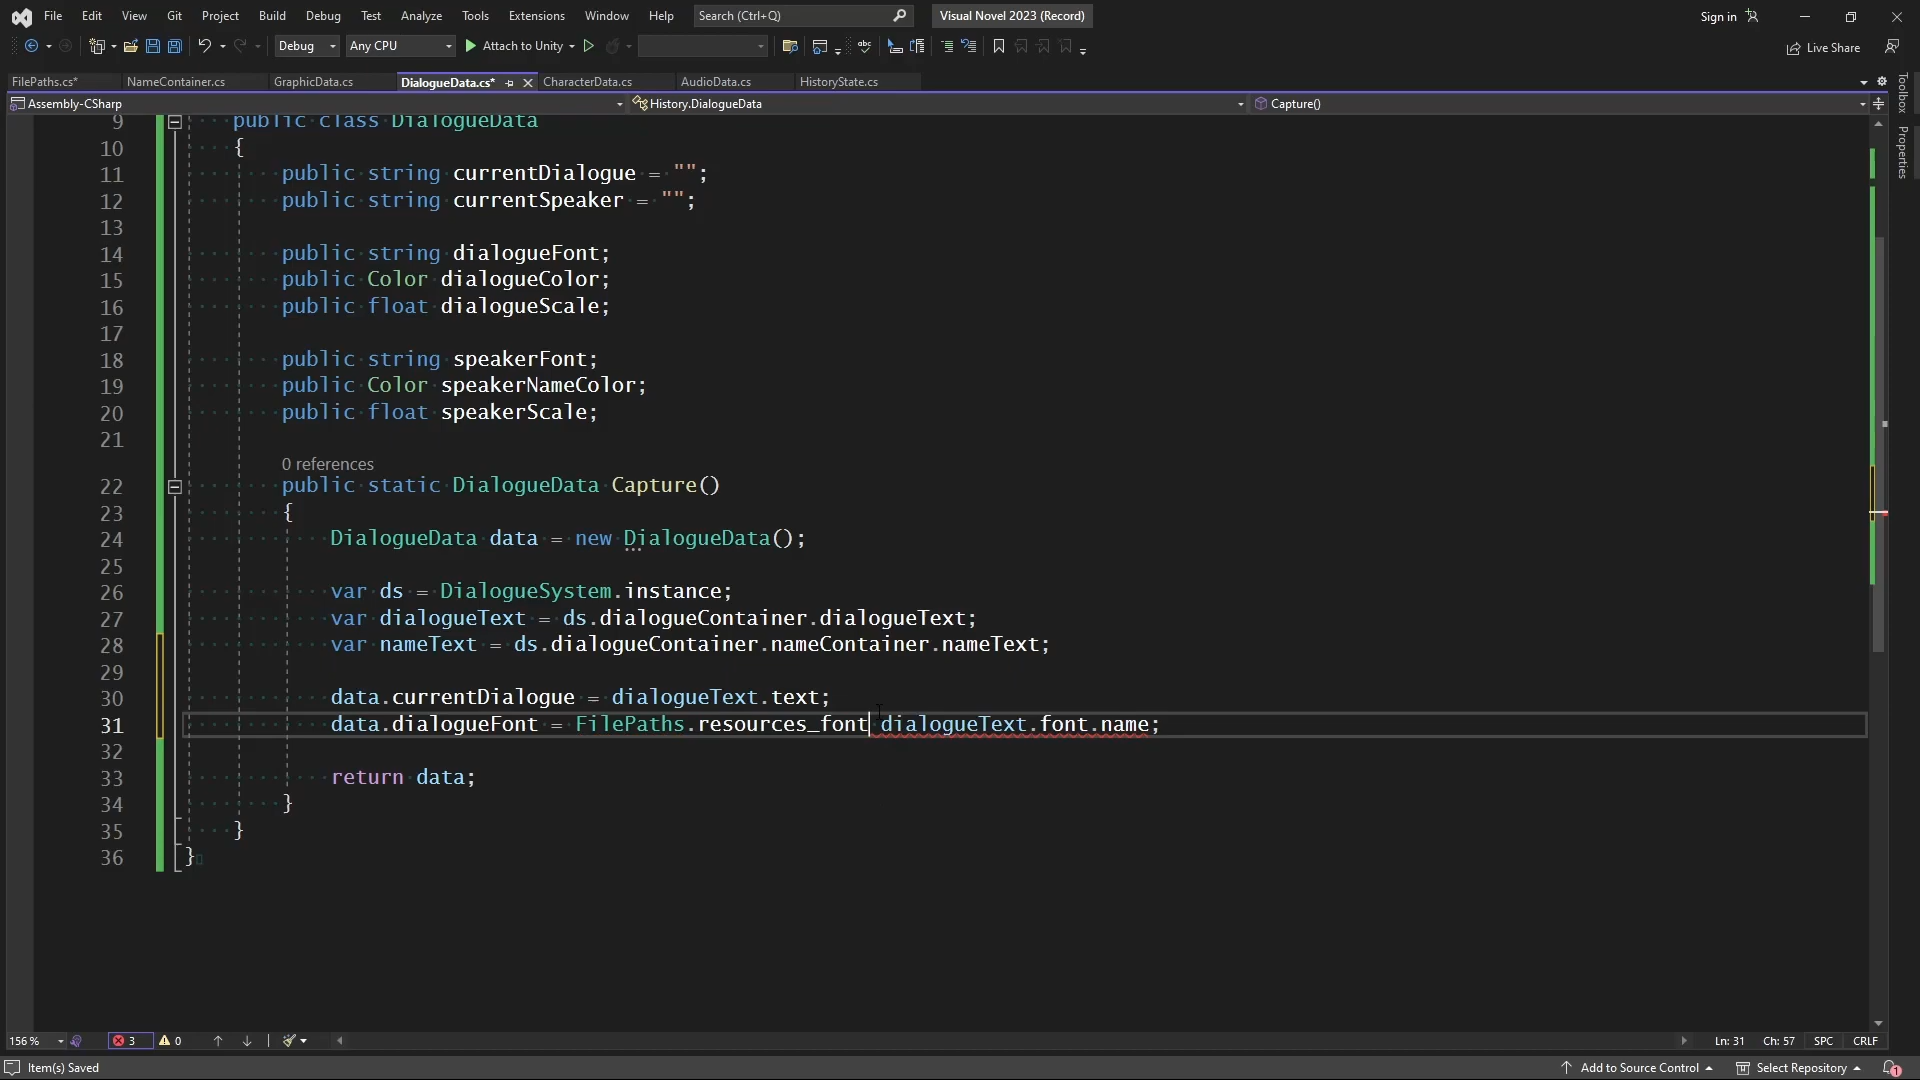 File Edit View Git Project Build Debug Test Analyze Tools Extensions Window Help Search (Ctrl+Q) Visual Novel 2023 (Record) Sign in
Debug Any CPU Attach to Unity Live Share
FilePaths.cs* NameContainer.cs GraphicData.cs DialogueData.cs* CharacterData.cs AudioData.cs HistoryState.cs
Assembly-CSharp History.DialogueData Capture()
Toolbox
Properties
9 public class DialogueData
10 {
11 public string currentDialogue = "";
12 public string currentSpeaker = "";
13
14 public string dialogueFont;
15 public Color dialogueColor;
16 public float dialogueScale;
17
18 public string speakerFont;
19 public Color speakerNameColor;
20 public float speakerScale;
21
0 references
22 public static DialogueData Capture()
23 {
24 DialogueData data = new DialogueData();
25
26 var ds = DialogueSystem.instance;
27 var dialogueText = ds.dialogueContainer.dialogueText;
28 var nameText = ds.dialogueContainer.nameContainer.nameText;
29
30 data.currentDialogue = dialogueText.text;
31 data.dialogueFont = FilePaths.resources_font dialogueText.font.name;
32
33 return data;
34 }
35 }
36 }
156 % 3 0 Ln: 31 Ch: 57 SPC CRLF
Item(s) Saved Add to Source Control Select Repository 1